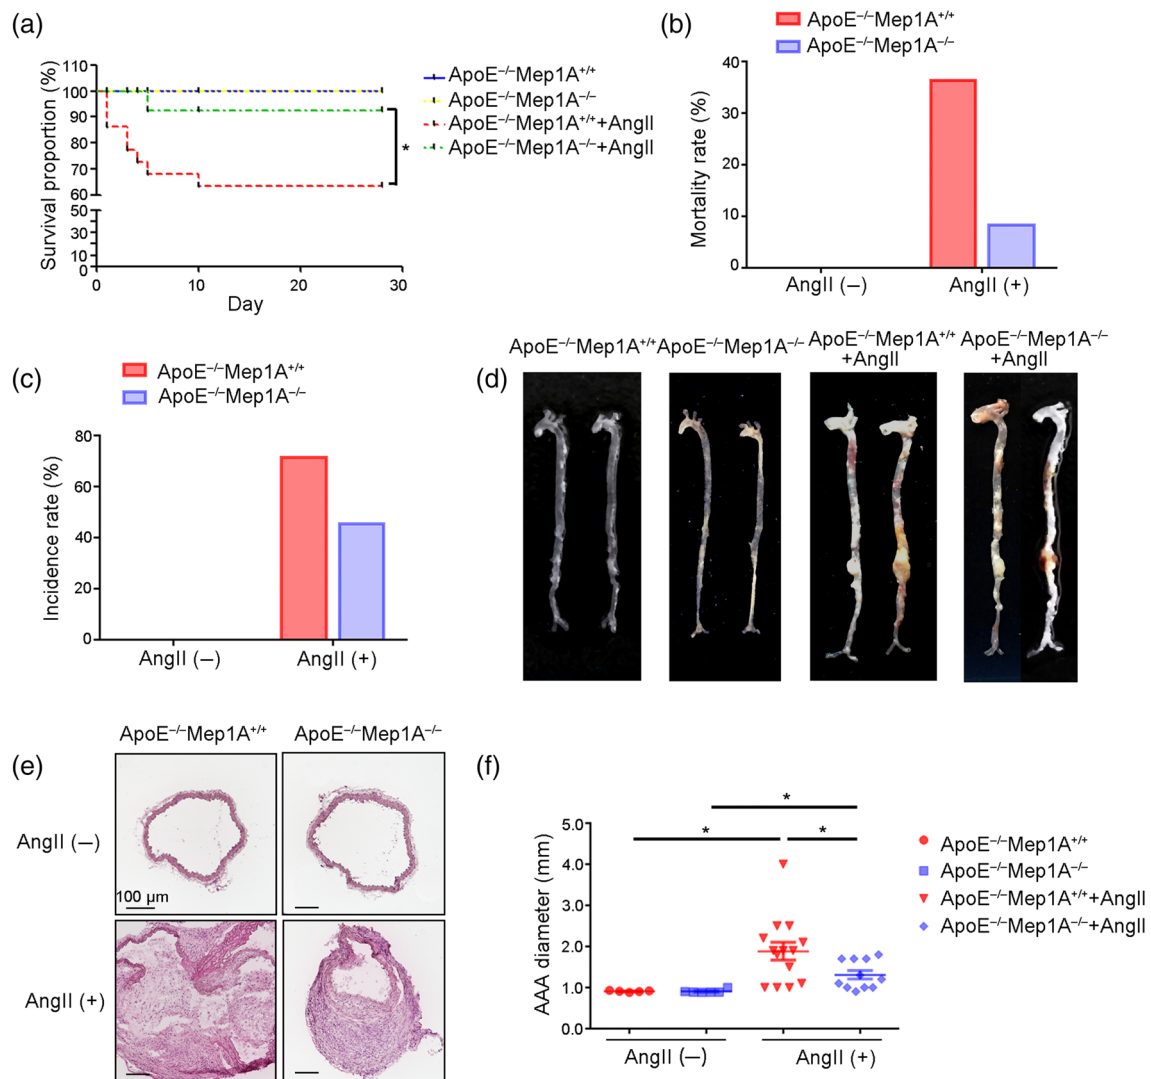 (a)
Survival proportion (%)
110
100
90
80
70
60
50
30
10
0
0 10 20 30
Day
ApoE–/–Mep1A+/+
ApoE–/–Mep1A–/–
ApoE–/–Mep1A+/++AngII
ApoE–/–Mep1A–/–+AngII
*
(b)
ApoE–/–Mep1A+/+
ApoE–/–Mep1A–/–
Mortality rate (%)
40
30
20
10
0
AngII (–) AngII (+)
(c)
ApoE–/–Mep1A+/+
ApoE–/–Mep1A–/–
Incidence rate (%)
80
60
40
20
0
AngII (–) AngII (+)
(d)
ApoE–/–Mep1A+/+ ApoE–/–Mep1A–/– ApoE–/–Mep1A+/+ ApoE–/–Mep1A–/–
+AngII +AngII
(e)
ApoE–/–Mep1A+/+ ApoE–/–Mep1A–/–
AngII (–)
100 μm
AngII (+)
(f)
AAA diameter (mm)
5.0
4.0
3.0
2.0
1.0
0.0
*
* *
AngII (–) AngII (+)
ApoE–/–Mep1A+/+
ApoE–/–Mep1A–/–
ApoE–/–Mep1A+/++AngII
ApoE–/–Mep1A–/–+AngII